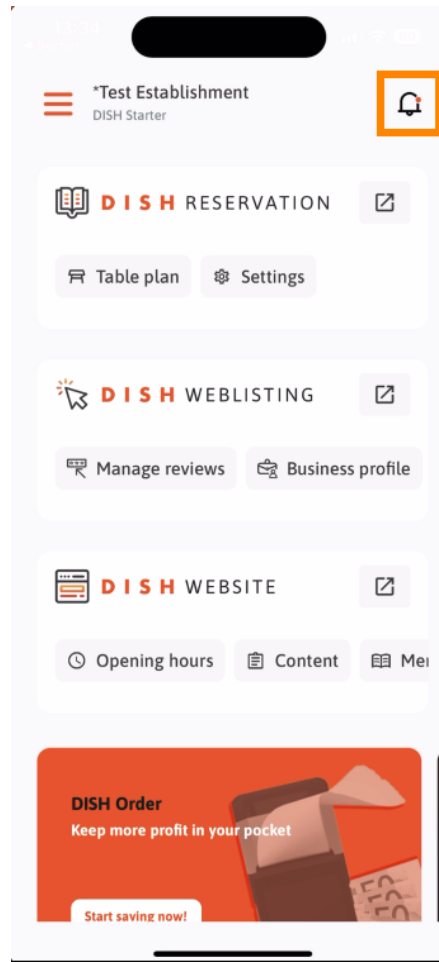 *Test Establishment
DISH Starter
DISH RESERVATION
Table plan Settings
DISH WEBLISTING
Manage reviews Business profile
DISH WEBSITE
Opening hours Content
DISH Order
Keep more profit in your pocket
Start saving now!